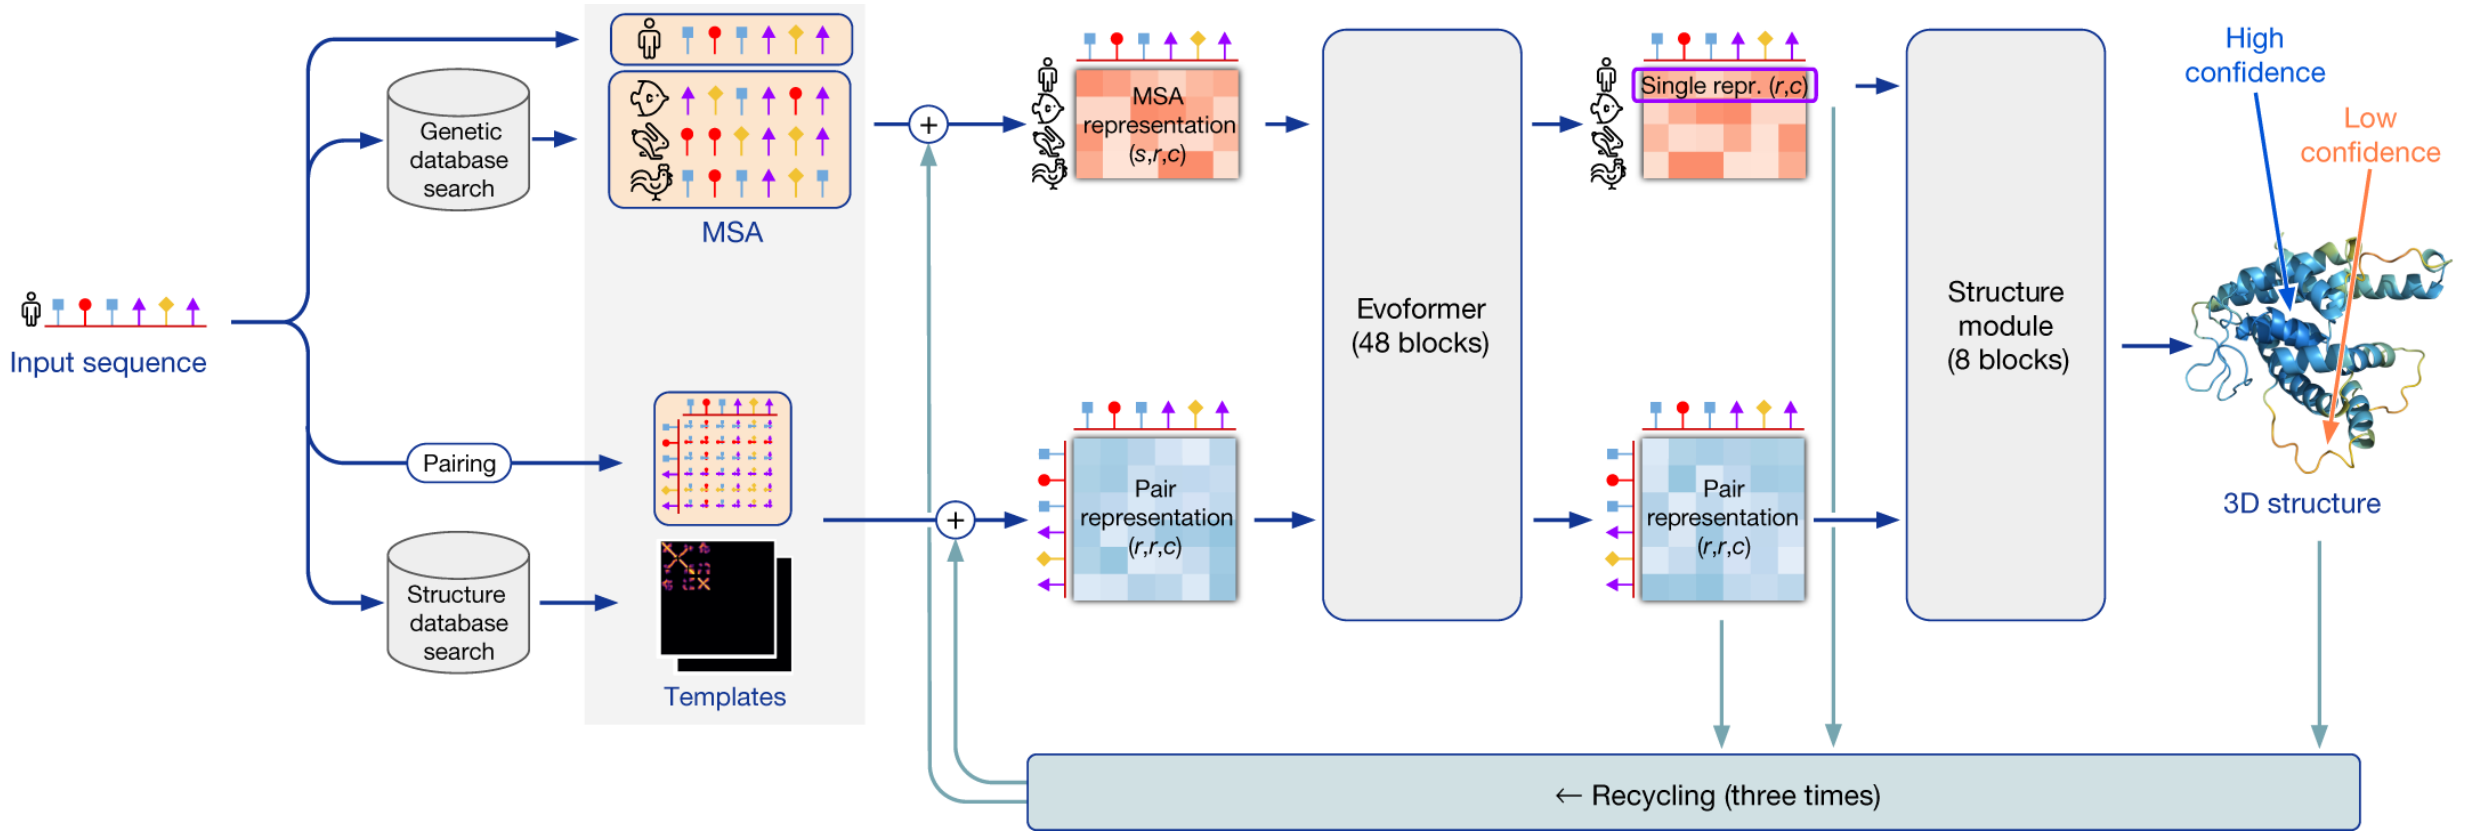 Input sequence
Genetic
database
search
MSA
Pairing
Structure
database
search
Templates
+
+
MSA
representation
(s,r,c)
Pair
representation
(r,r,c)
Evoformer
(48 blocks)
Single repr. (r,c)
Pair
representation
(r,r,c)
Structure
module
(8 blocks)
High
confidence
Low
confidence
3D structure
← Recycling (three times)